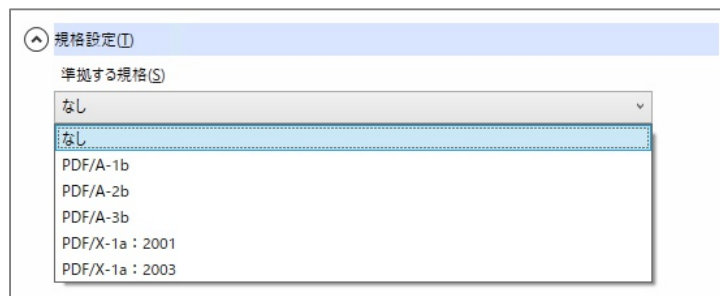 規格設定(T)
準拠する規格(S)
なし
なし
PDF/A-1b
PDF/A-2b
PDF/A-3b
PDF/X-1a：2001
PDF/X-1a：2003